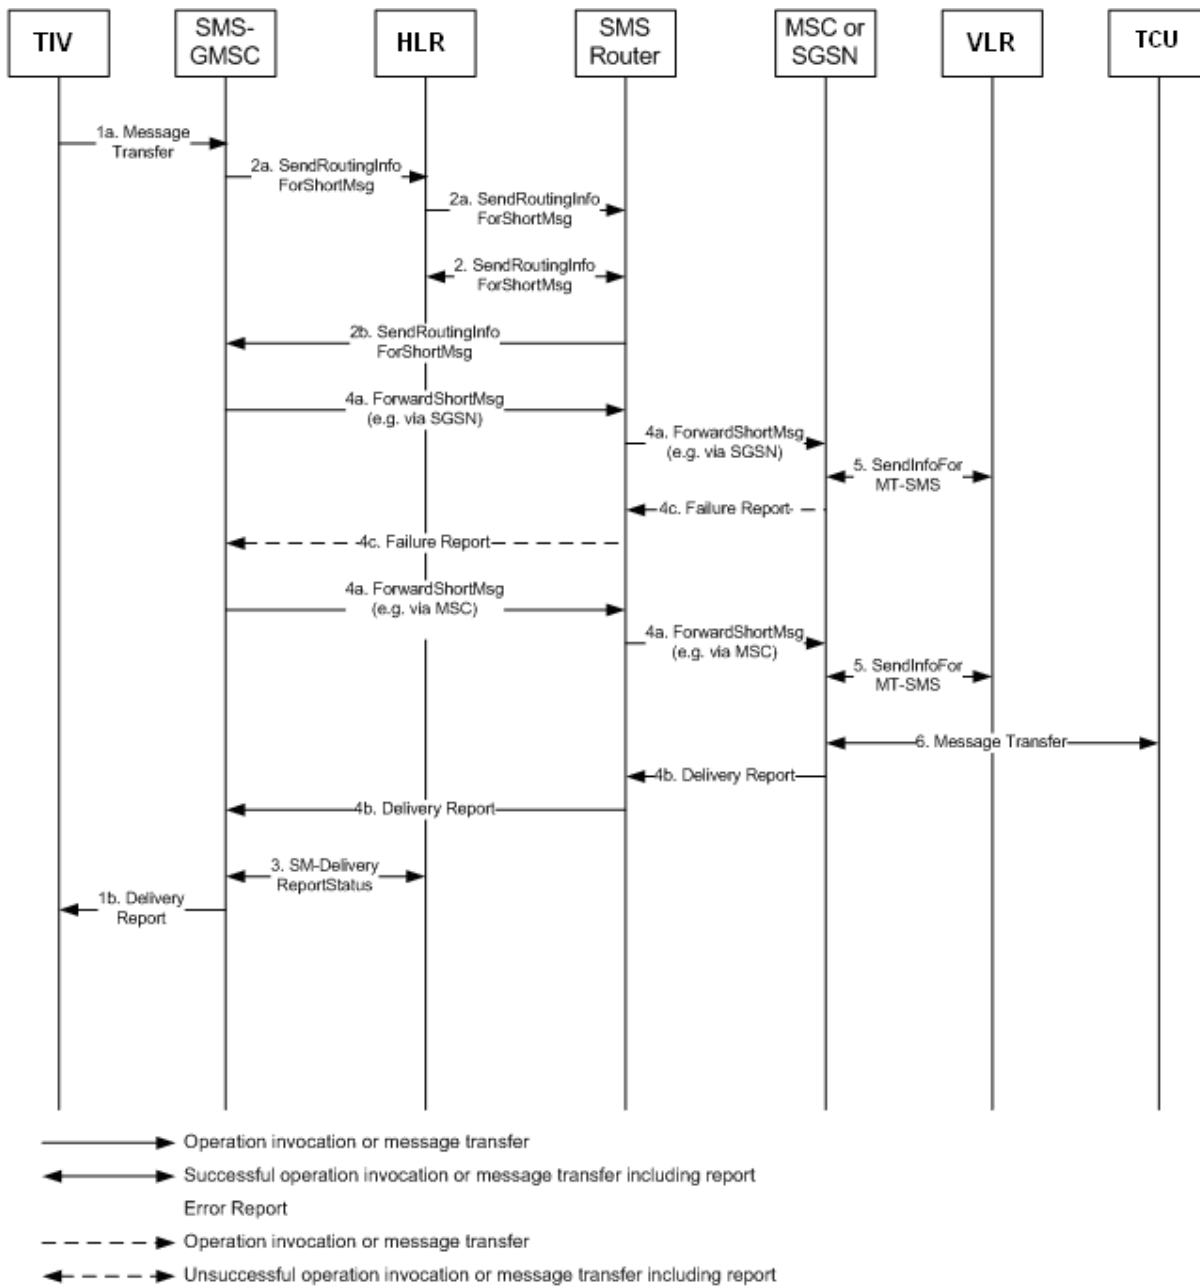 TIV
SMS-
GMSC
HLR
SMS
Router
MSC or
SGSN
VLR
TCU
1a. Message
Transfer
2a. SendRoutingInfo
ForShortMsg
2a. SendRoutingInfo
ForShortMsg
2. SendRoutingInfo
ForShortMsg
2b. SendRoutingInfo
ForShortMsg
4a. ForwardShortMsg
(e.g. via SGSN)
4a. ForwardShortMsg
(e.g. via SGSN)
5. SendInfoFor
MT-SMS
4c. Failure Report
4c. Failure Report
4a. ForwardShortMsg
(e.g. via MSC)
4a. ForwardShortMsg
(e.g. via MSC)
5. SendInfoFor
MT-SMS
6. Message Transfer
4b. Delivery Report
4b. Delivery Report
3. SM-Delivery
ReportStatus
1b. Delivery
Report
Operation invocation or message transfer
Successful operation invocation or message transfer including report
Error Report
Operation invocation or message transfer
Unsuccessful operation invocation or message transfer including report